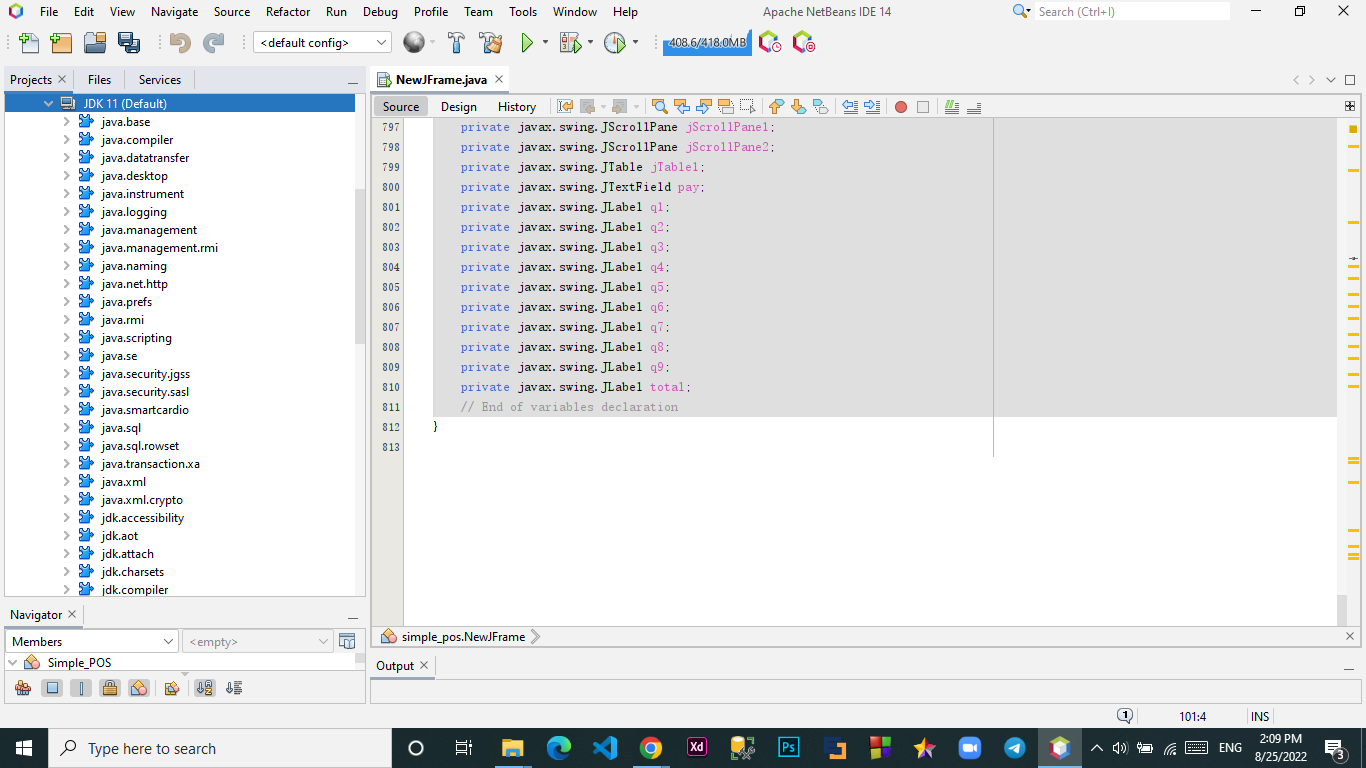 File Edit View Navigate Source Refactor Run Debug Profile Team Tools Window Help
Apache NetBeans IDE 14
Search (Ctrl+I)
<default config>
408.6/418.0MB
Projects
Files
Services
JDK 11 (Default)
java.base
java.compiler
java.datatransfer
java.desktop
java.instrument
java.logging
java.management
java.management.rmi
java.naming
java.net.http
java.prefs
java.rmi
java.scripting
java.se
java.security.jgss
java.security.sasl
java.smartcardio
java.sql
java.sql.rowset
java.transaction.xa
java.xml
java.xml.crypto
jdk.accessibility
jdk.aot
jdk.attach
jdk.charsets
jdk.compiler
Navigator
Members
<empty>
Simple_POS
NewJFrame.java
Source Design History
797 private javax.swing.JScrollPane jScrollPane1;
798 private javax.swing.JScrollPane jScrollPane2;
799 private javax.swing.JTable jTable1;
800 private javax.swing.JTextField pay;
801 private javax.swing.JLabel q1;
802 private javax.swing.JLabel q2;
803 private javax.swing.JLabel q3;
804 private javax.swing.JLabel q4;
805 private javax.swing.JLabel q5;
806 private javax.swing.JLabel q6;
807 private javax.swing.JLabel q7;
808 private javax.swing.JLabel q8;
809 private javax.swing.JLabel q9;
810 private javax.swing.JLabel total;
811 // End of variables declaration
812 }
813
simple_pos.NewJFrame
Output
1
101:4
INS
Type here to search
Xd
Ps
ENG
2:09 PM
8/25/2022
3